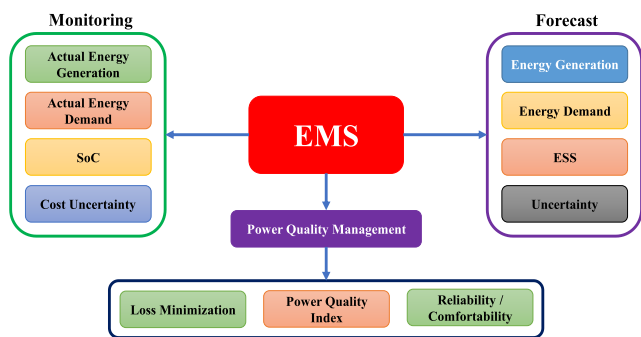 Monitoring
Actual Energy
Generation
Actual Energy
Demand
SoC
Cost Uncertainty
EMS
Power Quality Management
Forecast
Energy Generation
Energy Demand
ESS
Uncertainty
Loss Minimization
Power Quality
Index
Reliability /
Comfortability